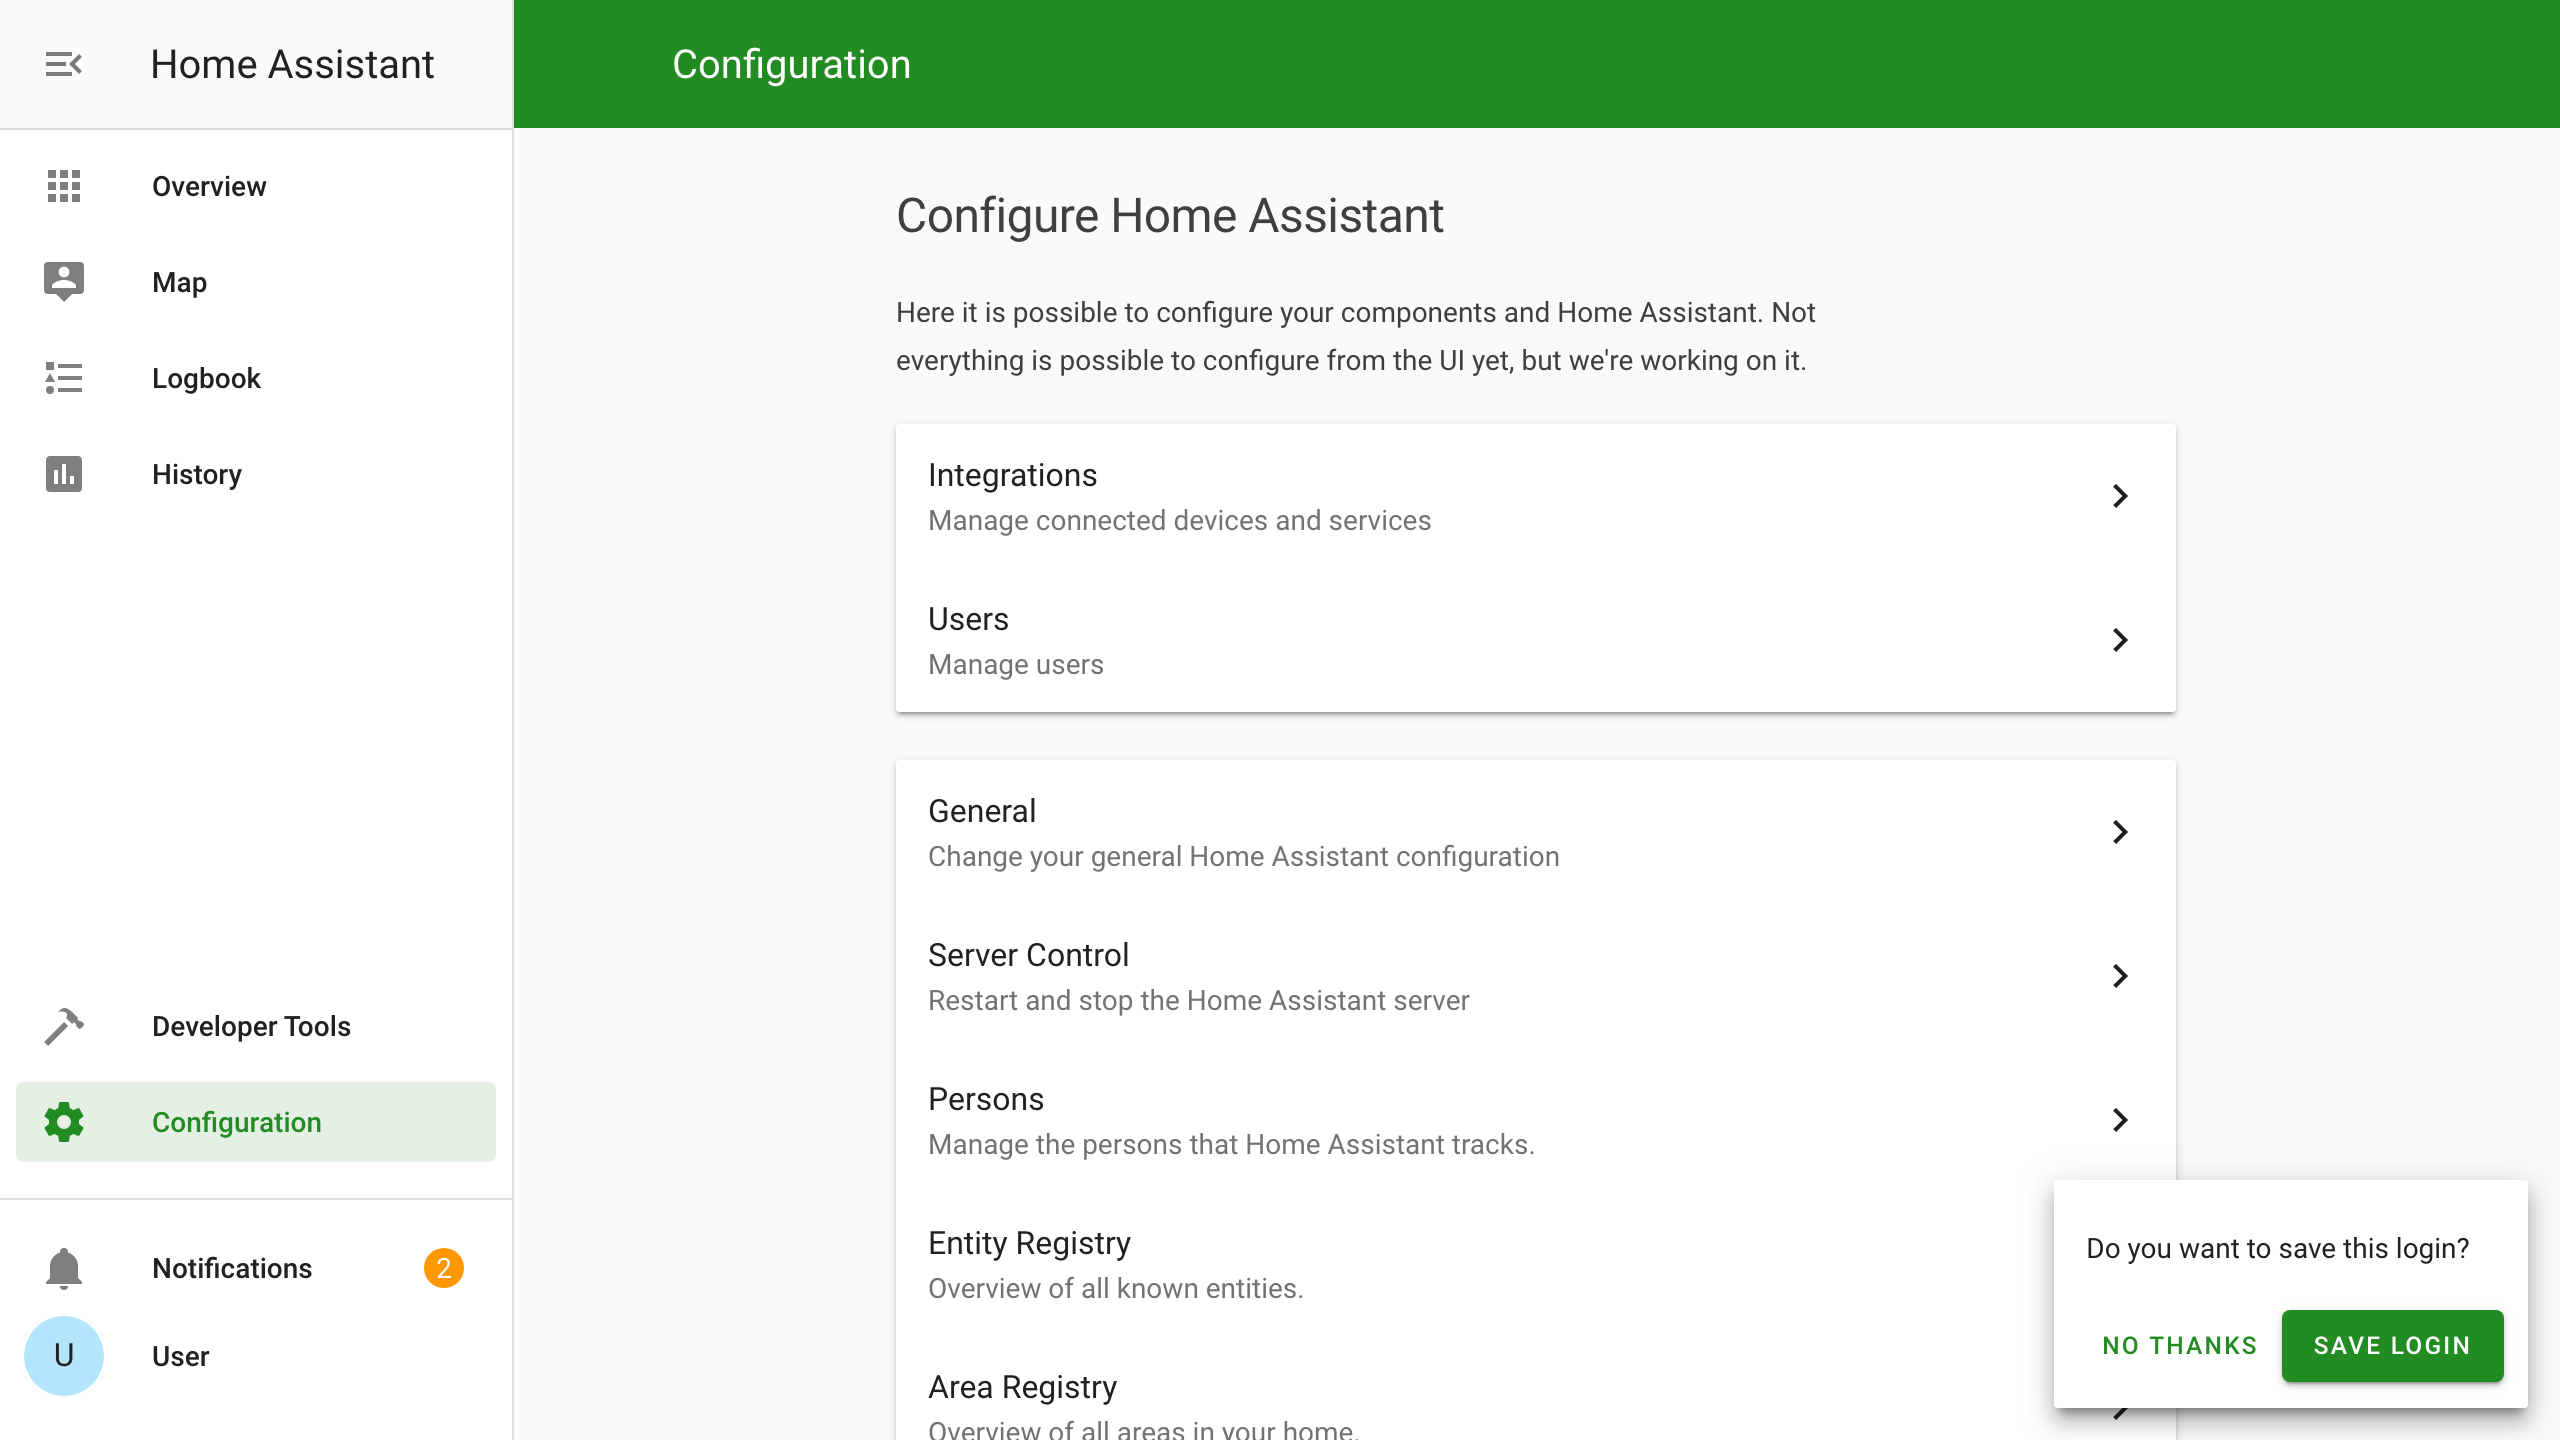 Home Assistant
Configuration
Overview
Map
Logbook
History
Developer Tools
Configuration
Notifications
2
U
User
Configure Home Assistant
Here it is possible to configure your components and Home Assistant. Not
everything is possible to configure from the UI yet, but we're working on it.
Integrations
Manage connected devices and services
Users
Manage users
General
Change your general Home Assistant configuration
Server Control
Restart and stop the Home Assistant server
Persons
Manage the persons that Home Assistant tracks.
Entity Registry
Overview of all known entities.
Area Registry
Overview of all areas in your home.
Do you want to save this login?
NO THANKS
SAVE LOGIN